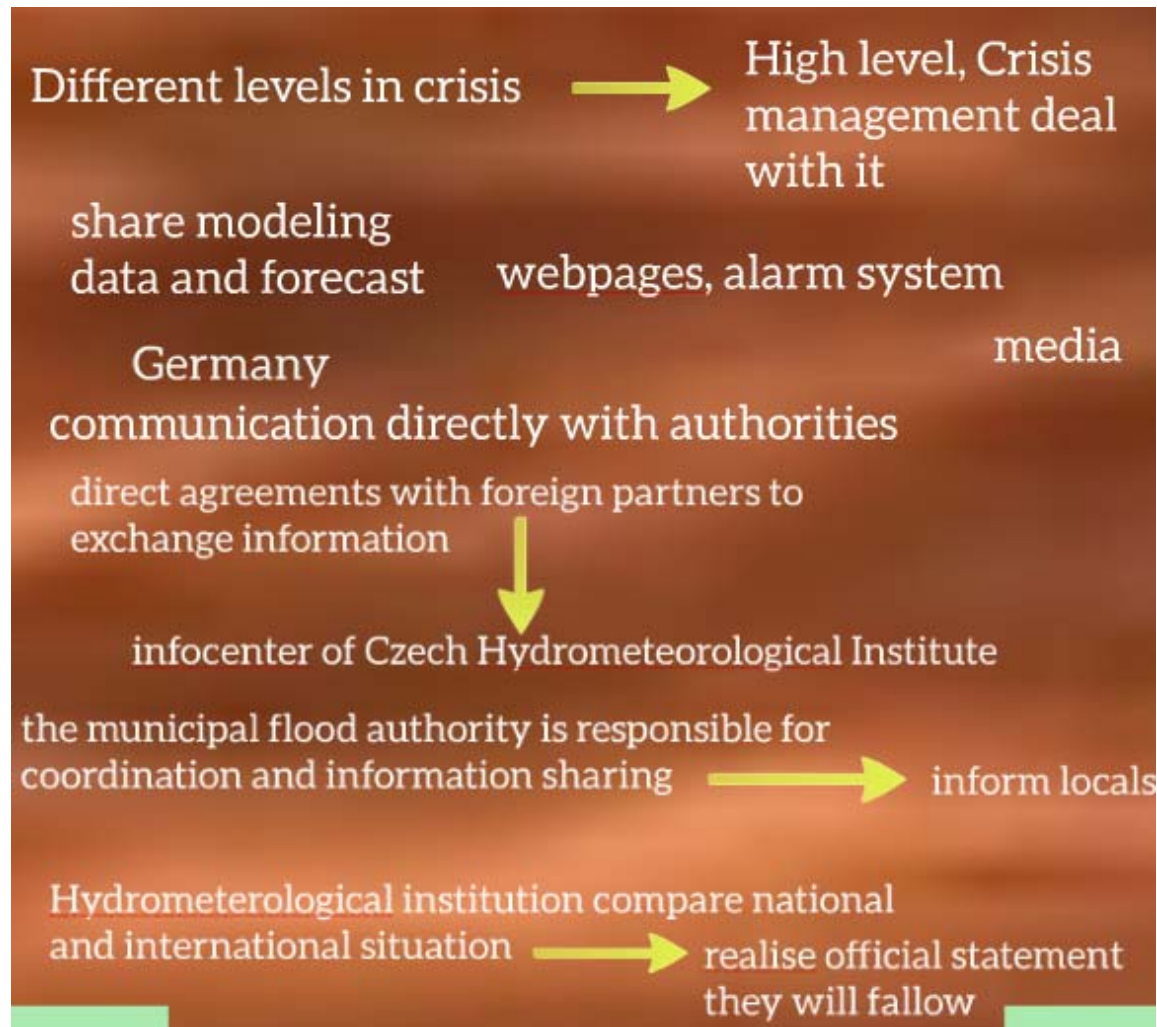 Different levels in crisis
High level, Crisis
management deal
with it
share modeling
data and forecast
webpages, alarm system
media
Germany
communication directly with authorities
direct agreements with foreign partners to
exchange information
infocenter of Czech Hydrometeorological Institute
the municipal flood authority is responsible for
coordination and information sharing
inform locals
Hydrometerological institution compare national
and international situation
realise official statement
they will fallow